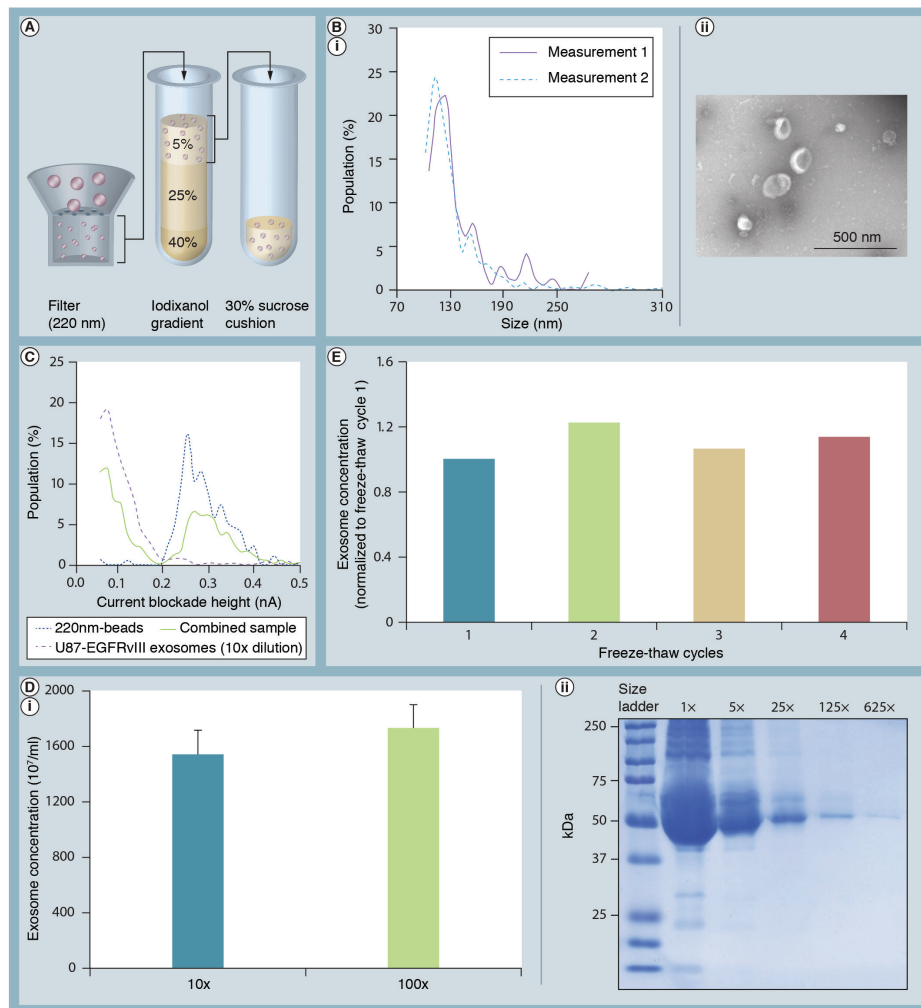 A
5%
25%
40%
Filter
(220 nm)
Iodixanol
gradient
30% sucrose
cushion
B
i
Population (%)
30
25
20
15
10
5
0
70
130
190
250
310
Size (nm)
Measurement 1
Measurement 2
ii
500 nm
C
Population (%)
25
20
15
10
5
0
0.0
0.1
0.2
0.3
0.4
0.5
Current blockade height (nA)
220nm-beads
Combined sample
U87-EGFRvIII exosomes (10x dilution)
E
Exosome concentration
(normalized to freeze-thaw cycle 1)
1.6
1.2
0.8
0.4
0
1
2
3
4
Freeze-thaw cycles
D
i
Exosome concentration (10⁷/ml)
2000
1600
1200
800
400
0
10x
100x
ii
Size
ladder
1×
5×
25×
125×
625×
kDa
250
75
50
37
25